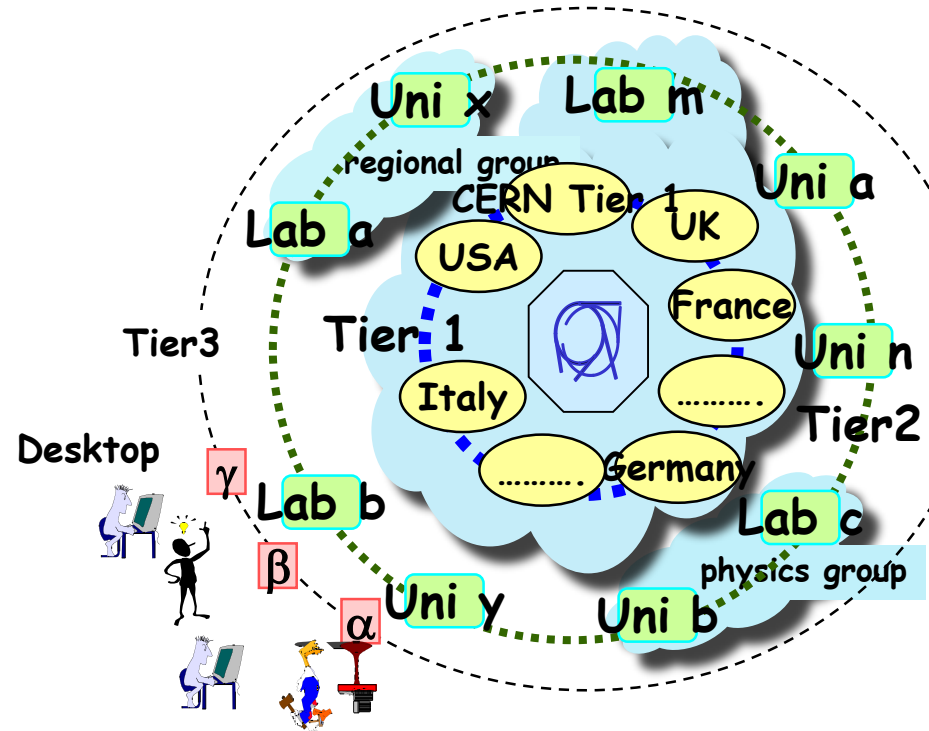 Uni x
Lab m
regional group
Uni a
CERN Tier 1
UK
Lab a
USA
France
Tier3
Tier 1
Uni n
Italy
……….
Tier2
Desktop
γ
……….
Germany
Lab b
Lab c
β
physics group
Uni y
Uni b
α